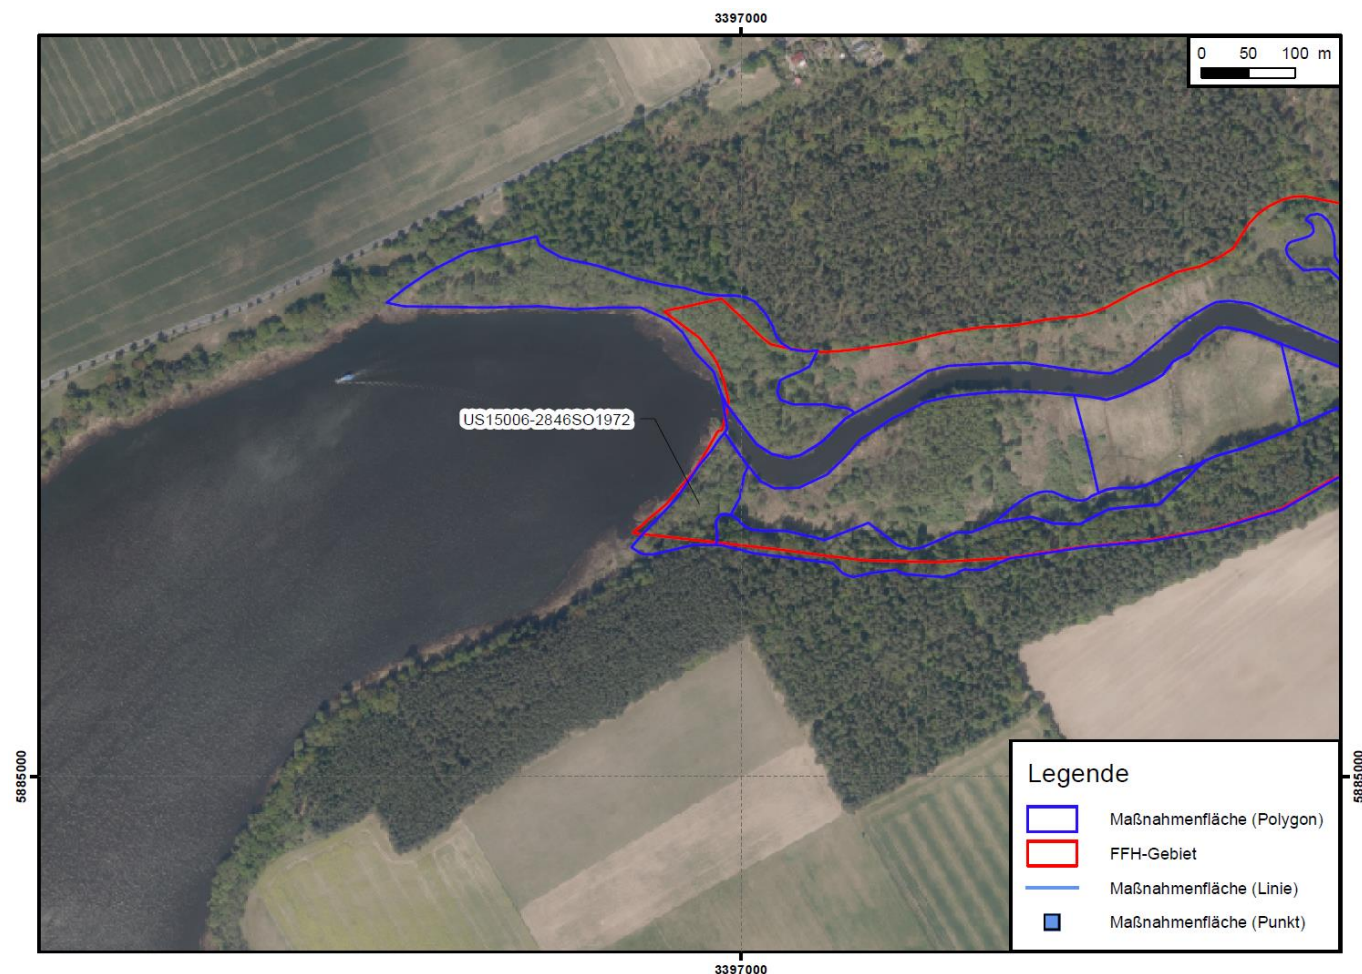 3397000
0 50 100 m
US15006-2846SO1972
5885000
5885000
Legende
Maßnahmenfläche (Polygon)
FFH-Gebiet
Maßnahmenfläche (Linie)
Maßnahmenfläche (Punkt)
3397000